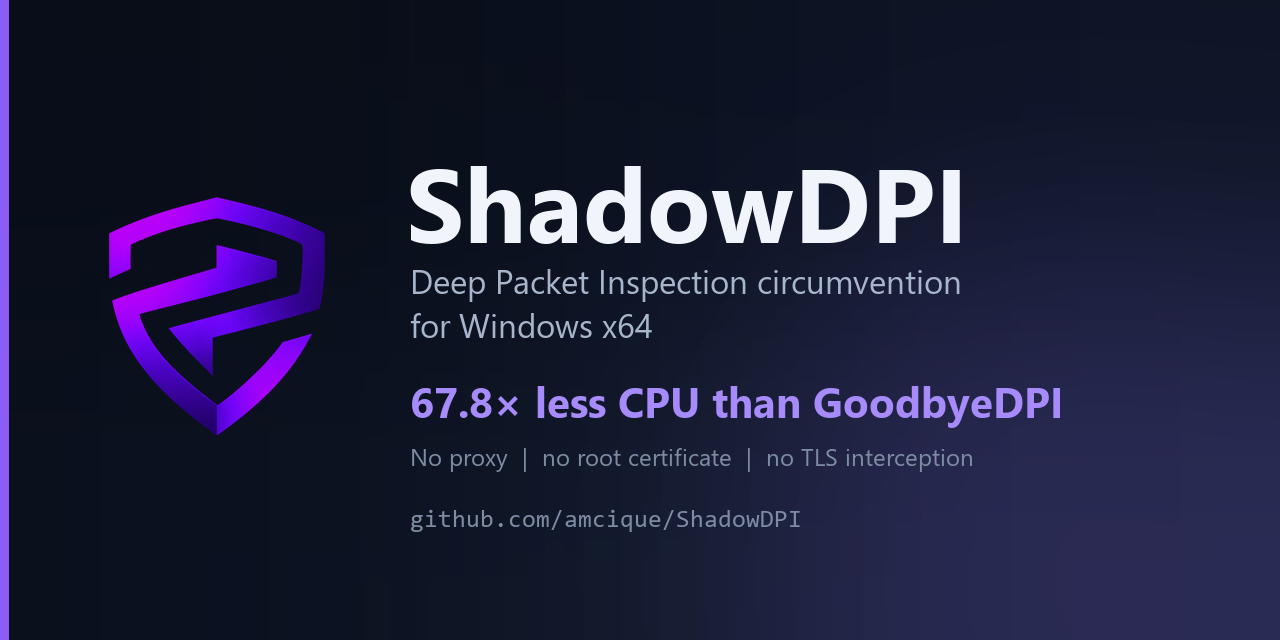 ShadowDPI
Deep Packet Inspection circumvention
for Windows x64
67.8× less CPU than GoodbyeDPI
No proxy | no root certificate | no TLS interception
github.com/amcique/ShadowDPI